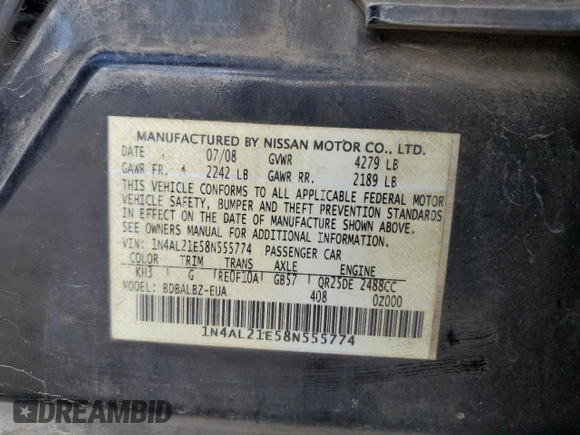 MANUFACTURED BY NISSAN MOTOR CO., LTD.
DATE 07/08 GVWR 4279 LB
GAWR FR. 2242 LB GAWR RR. 2189 LB
THIS VEHICLE CONFORMS TO ALL APPLICABLE FEDERAL MOTOR
VEHICLE SAFETY, BUMPER AND THEFT PREVENTION STANDARDS
IN EFFECT ON THE DATE OF MANUFACTURE SHOWN ABOVE.
SEE OWNERS MANUAL FOR ADDITIONAL INFORMATION.
VIN: 1N4AL21E58N555774 PASSENGER CAR
COLOR TRIM TRANS AXLE ENGINE
KH3 G RE0F10A GB57 QR25DE 2488CC
MODEL: BDBALBZ-EUA 408 0Z000
1N4AL21E58N555774
DREAMBID